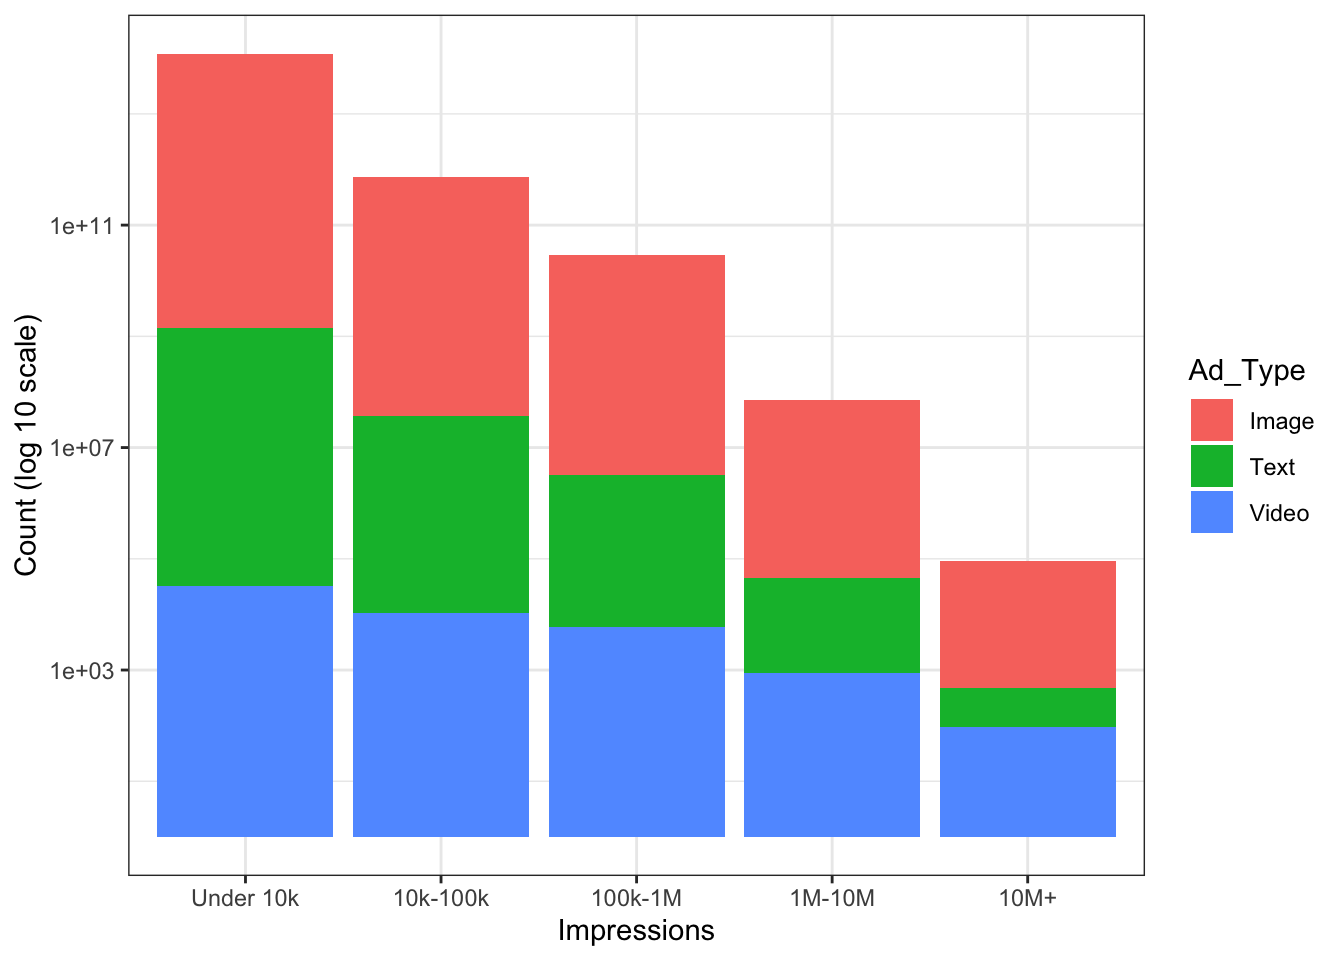 1e+11
1e+07
1e+03
Count (log 10 scale)
Under 10k
10k-100k
100k-1M
1M-10M
10M+
Impressions
Ad_Type
Image
Text
Video